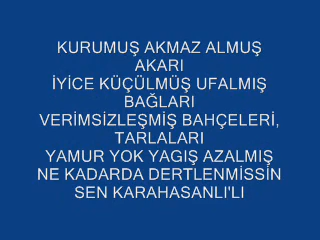 KURUMUŞ AKMAZ ALMUŞ
AKARI
İYİCE KÜÇÜLMÜŞ UFALMIŞ
BAĞLARI
VERİMSİZLEŞMİŞ BAHÇELERİ,
TARLALARI
YAMUR YOK YAGIŞ AZALMIŞ
NE KADARDA DERTLENMİSSİN
SEN KARAHASANLI'LI